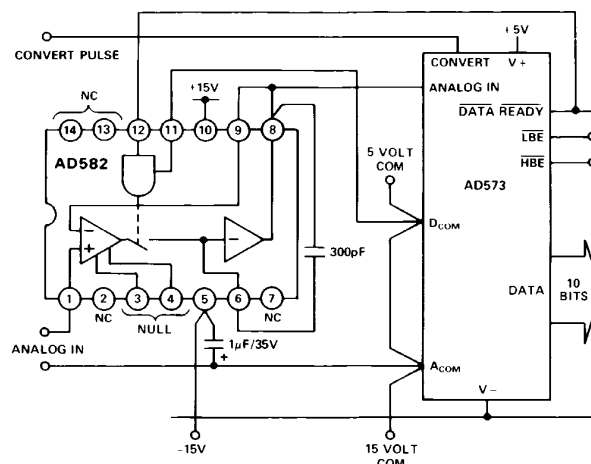 +5V
CONVERT PULSE
CONVERT
V+
+15V
ANALOG IN
NC
DATA READY
14
13
12
11
10
9
8
LBE
AD582
5 VOLT
COM
HBE
AD573
DCOM
300pF
DATA
10
BITS
1
2
3
4
5
6
7
NC
NULL
NC
1μF/35V
ANALOG IN
+
ACOM
V−
−15V
15 VOLT
COM